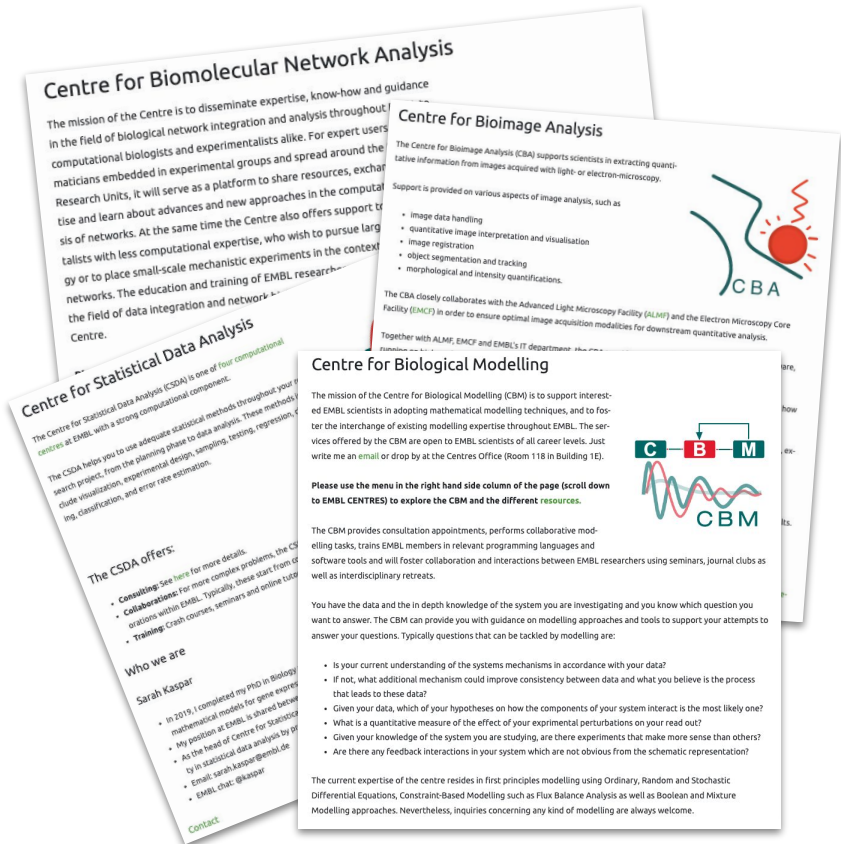 Centre for Biomolecular Network Analysis
The mission of the Centre is to disseminate expertise, know-how and guidance
in the field of biological network integration and analysis throughout
computational biologists and experimentalists alike. For expert users
maticians embedded in experimental groups and spread around the
Research Units, it will serve as a platform to share resources,
tise and learn about advances and new approaches in the
sis of networks. At the same time the Centre also offers support
talists with less computational expertise, who wish to pursue
gy or to place small-scale mechanistic experiments in the context
networks. The education and training of EMBL
the field of data integration and network
Centre.
Centre for Bioimage Analysis
The Centre for Bioimage Analysis (CBA) supports scientists in extracting quanti-
tative information from images acquired with light- or electron-microscopy.
Support is provided on various aspects of image analysis, such as
• image data handling
• quantitative image interpretation and visualisation
• image registration
• object segmentation and tracking
• morphological and intensity quantifications.
CBA
The CBA closely collaborates with the Advanced Light Microscopy Facility (ALMF) and the Electron Microscopy Core
Facility (EMCF) in order to ensure optimal image acquisition modalities for downstream quantitative analysis.
Together with ALMF, EMCF and EMBL's IT department, the
Centre for Statistical Data Analysis
The Centre for Statistical Data Analysis (CSDA) is one of four computational
centres at EMBL with a strong computational component.
The CSDA helps you to use adequate statistical methods throughout your
search project, from the planning phase to data analysis. These methods
clude visualization, experimental design, sampling, testing, regression,
ing, classification, and error rate estimation.
The CSDA offers:
• Consulting: See here for more details.
• Collaborations: For more complex problems, the
orations within EMBL. Typically, these start from
• Training: Crash courses, seminars and online
Who we are
Sarah Kaspar
• In 2019, I completed my PhD in Biology
mathematical models for gene
• My position at EMBL is shared
• As the head of Centre for
ty in statistical data analysis by
• Email: sarah.kaspar@embl.de
• EMBL chat: @kaspar
Contact
Centre for Biological Modelling
The mission of the Centre for Biological Modelling (CBM) is to support interest-
ed EMBL scientists in adopting mathematical modelling techniques, and to fos-
ter the interchange of existing modelling expertise throughout EMBL. The ser-
vices offered by the CBM are open to EMBL scientists of all career levels. Just
write me an email or drop by at the Centres Office (Room 118 in Building 1E).
C B M
CBM
Please use the menu in the right hand side column of the page (scroll down
to EMBL CENTRES) to explore the CBM and the different resources.
The CBM provides consultation appointments, performs collaborative mod-
elling tasks, trains EMBL members in relevant programming languages and
software tools and will foster collaboration and interactions between EMBL researchers using seminars, journal clubs as
well as interdisciplinary retreats.
You have the data and the in depth knowledge of the system you are investigating and you know which question you
want to answer. The CBM can provide you with guidance on modelling approaches and tools to support your attempts to
answer your questions. Typically questions that can be tackled by modelling are:
• Is your current understanding of the systems mechanisms in accordance with your data?
• If not, what additional mechanism could improve consistency between data and what you believe is the process
that leads to these data?
• Given your data, which of your hypotheses on how the components of your system interact is the most likely one?
• What is a quantitative measure of the effect of your exprimental perturbations on your read out?
• Given your knowledge of the system you are studying, are there experiments that make more sense than others?
• Are there any feedback interactions in your system which are not obvious from the schematic representation?
The current expertise of the centre resides in first principles modelling using Ordinary, Random and Stochastic
Differential Equations, Constraint-Based Modelling such as Flux Balance Analysis as well as Boolean and Mixture
Modelling approaches. Nevertheless, inquiries concerning any kind of modelling are always welcome.